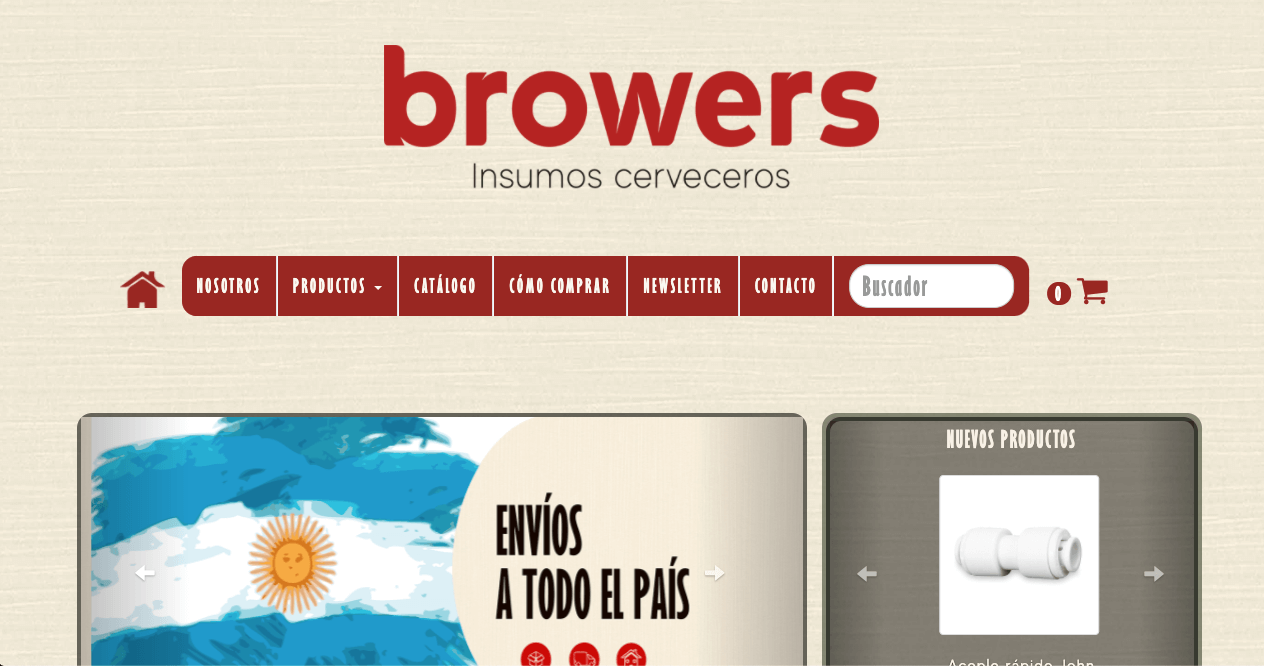 browers
Insumos cerveceros
NOSOTROS
PRODUCTOS
CATÁLOGO
CÓMO COMPRAR
NEWSLETTER
CONTACTO
Buscador
0
ENVÍOS
A TODO EL PAÍS
NUEVOS PRODUCTOS
Acople rápido John